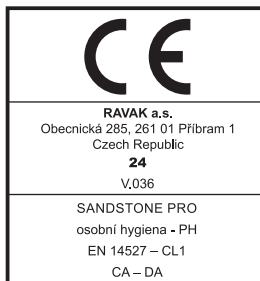 CE
RAVAK a.s.
Obecnická 285, 261 01 Příbram 1
Czech Republic
24
V.036
SANDSTONE PRO
osobní hygiena - PH
EN 14527 – CL1
CA – DA